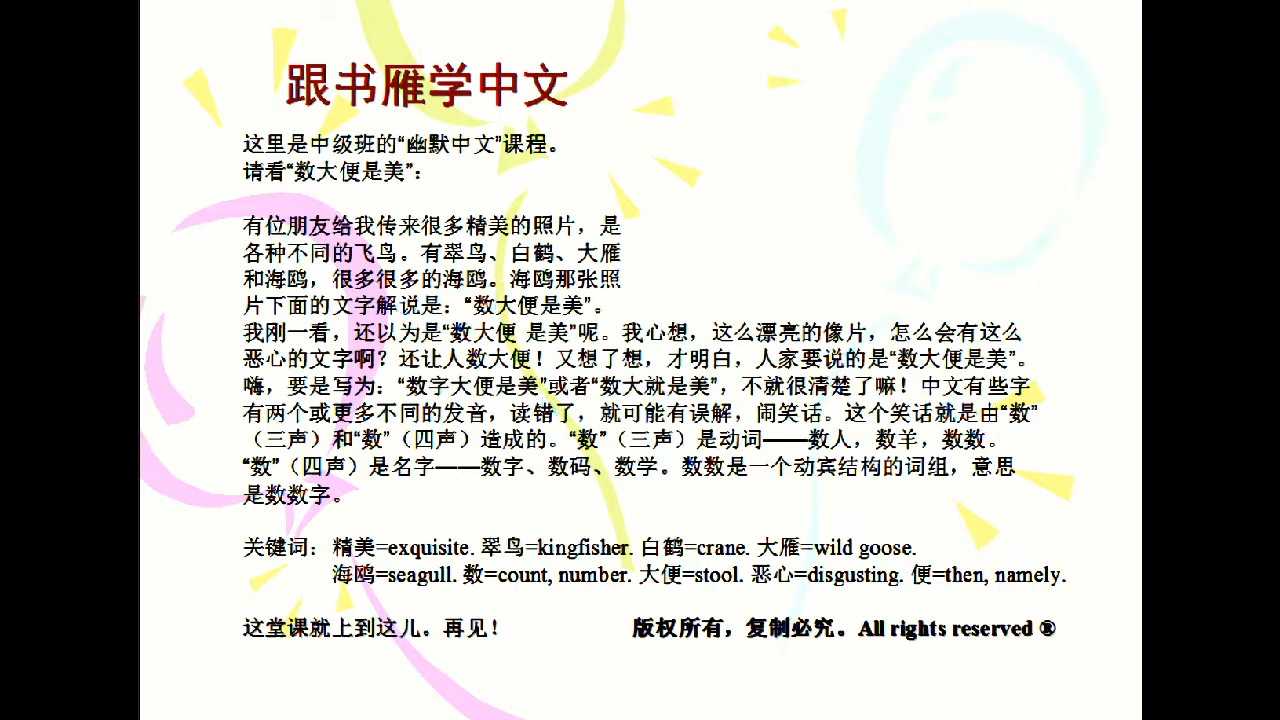 跟书雁学中文
这里是中级班的“幽默中文”课程。
请看“数大便是美”：
有位朋友给我传来很多精美的照片，是
各种不同的飞鸟。有翠鸟、白鹤、大雁
和海鸥，很多很多的海鸥。海鸥那张照
片下面的文字解说是：“数大便是美”。
我刚一看，还以为是“数大便 是美”呢。我心想，这么漂亮的像片，怎么会有这么
恶心的文字啊？还让人数大便！又想了想，才明白，人家要说的是“数大便是美”。
嗨，要是写为：“数字大便是美”或者“数大就是美”，不就很清楚了嘛！中文有些字
有两个或更多不同的发音，读错了，就可能有误解，闹笑话。这个笑话就是由“数”
（三声）和“数”（四声）造成的。“数”（三声）是动词——数人，数羊，数数。
“数”（四声）是名字——数字、数码、数学。数数是一个动宾结构的词组，意思
是数数字。
关键词：精美=exquisite. 翠鸟=kingfisher. 白鹤=crane. 大雁=wild goose.
海鸥=seagull. 数=count, number. 大便=stool. 恶心=disgusting. 便=then, namely.
这堂课就上到这儿。再见！ 版权所有，复制必究。All rights reserved ®